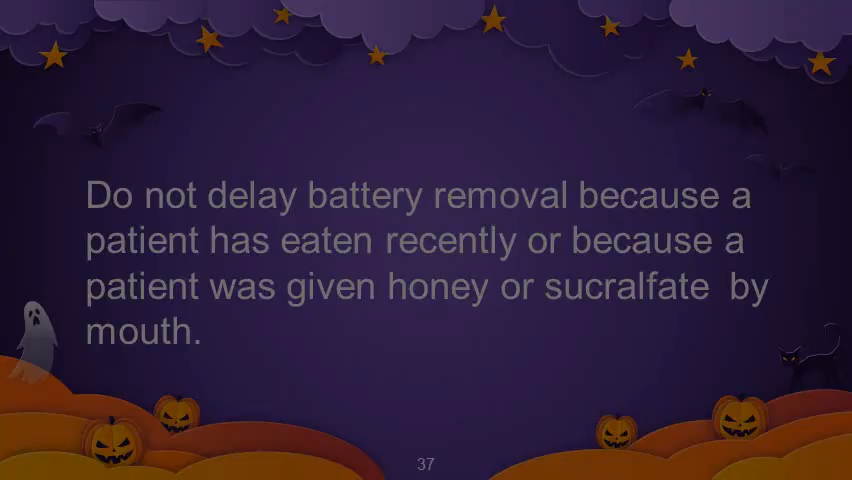 Do not delay battery removal because a
patient has eaten recently or because a
patient was given honey or sucralfate  by
mouth.
37